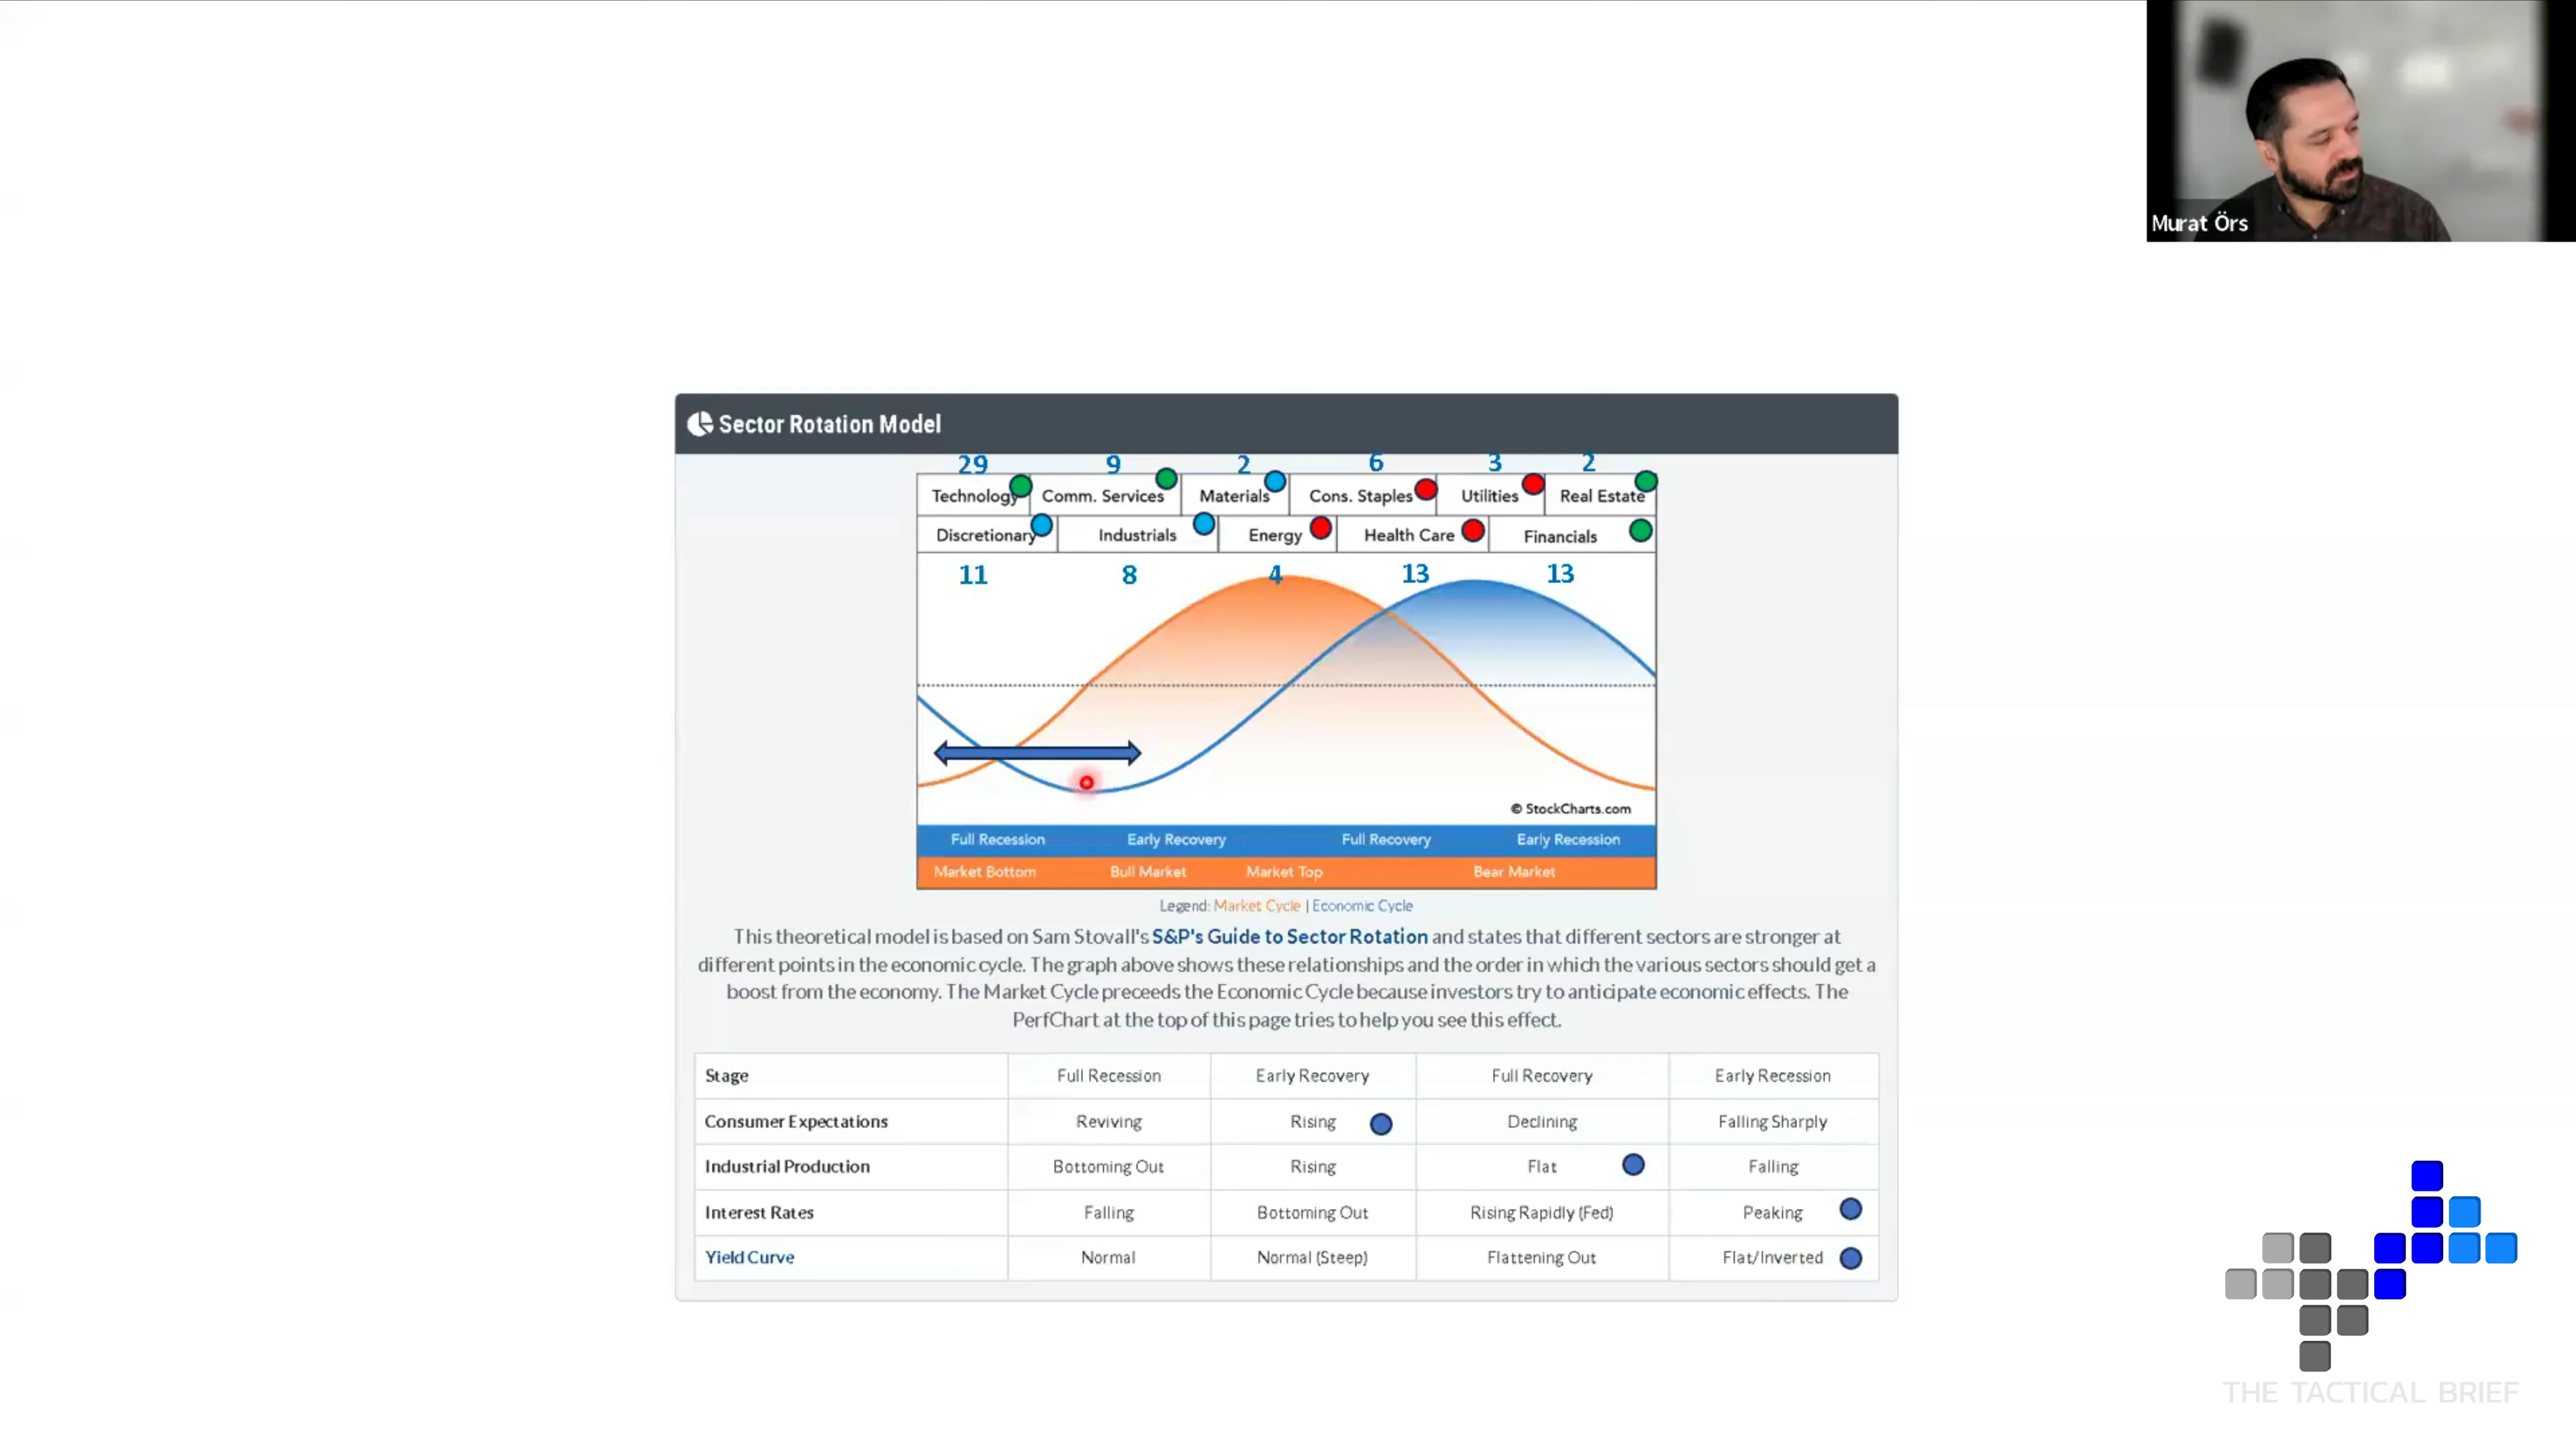 Murat Örs
Sector Rotation Model
29 9 2 6 3 2
Technology Comm. Services Materials Cons. Staples Utilities Real Estate
Discretionary Industrials Energy Health Care Financials
11 8 4 13 13
© StockCharts.com
Full Recession Early Recovery Full Recovery Early Recession
Market Bottom Bull Market Market Top Bear Market
Legend: Market Cycle | Economic Cycle
This theoretical model is based on Sam Stovall's S&P's Guide to Sector Rotation and states that different sectors are stronger at
different points in the economic cycle. The graph above shows these relationships and the order in which the various sectors should get a
boost from the economy. The Market Cycle preceeds the Economic Cycle because investors try to anticipate economic effects. The
PerfChart at the top of this page tries to help you see this effect.
Stage Full Recession Early Recovery Full Recovery Early Recession
Consumer Expectations Reviving Rising Declining Falling Sharply
Industrial Production Bottoming Out Rising Flat Falling
Interest Rates Falling Bottoming Out Rising Rapidly (Fed) Peaking
Yield Curve Normal Normal (Steep) Flattening Out Flat/Inverted
THE TACTICAL BRIEF